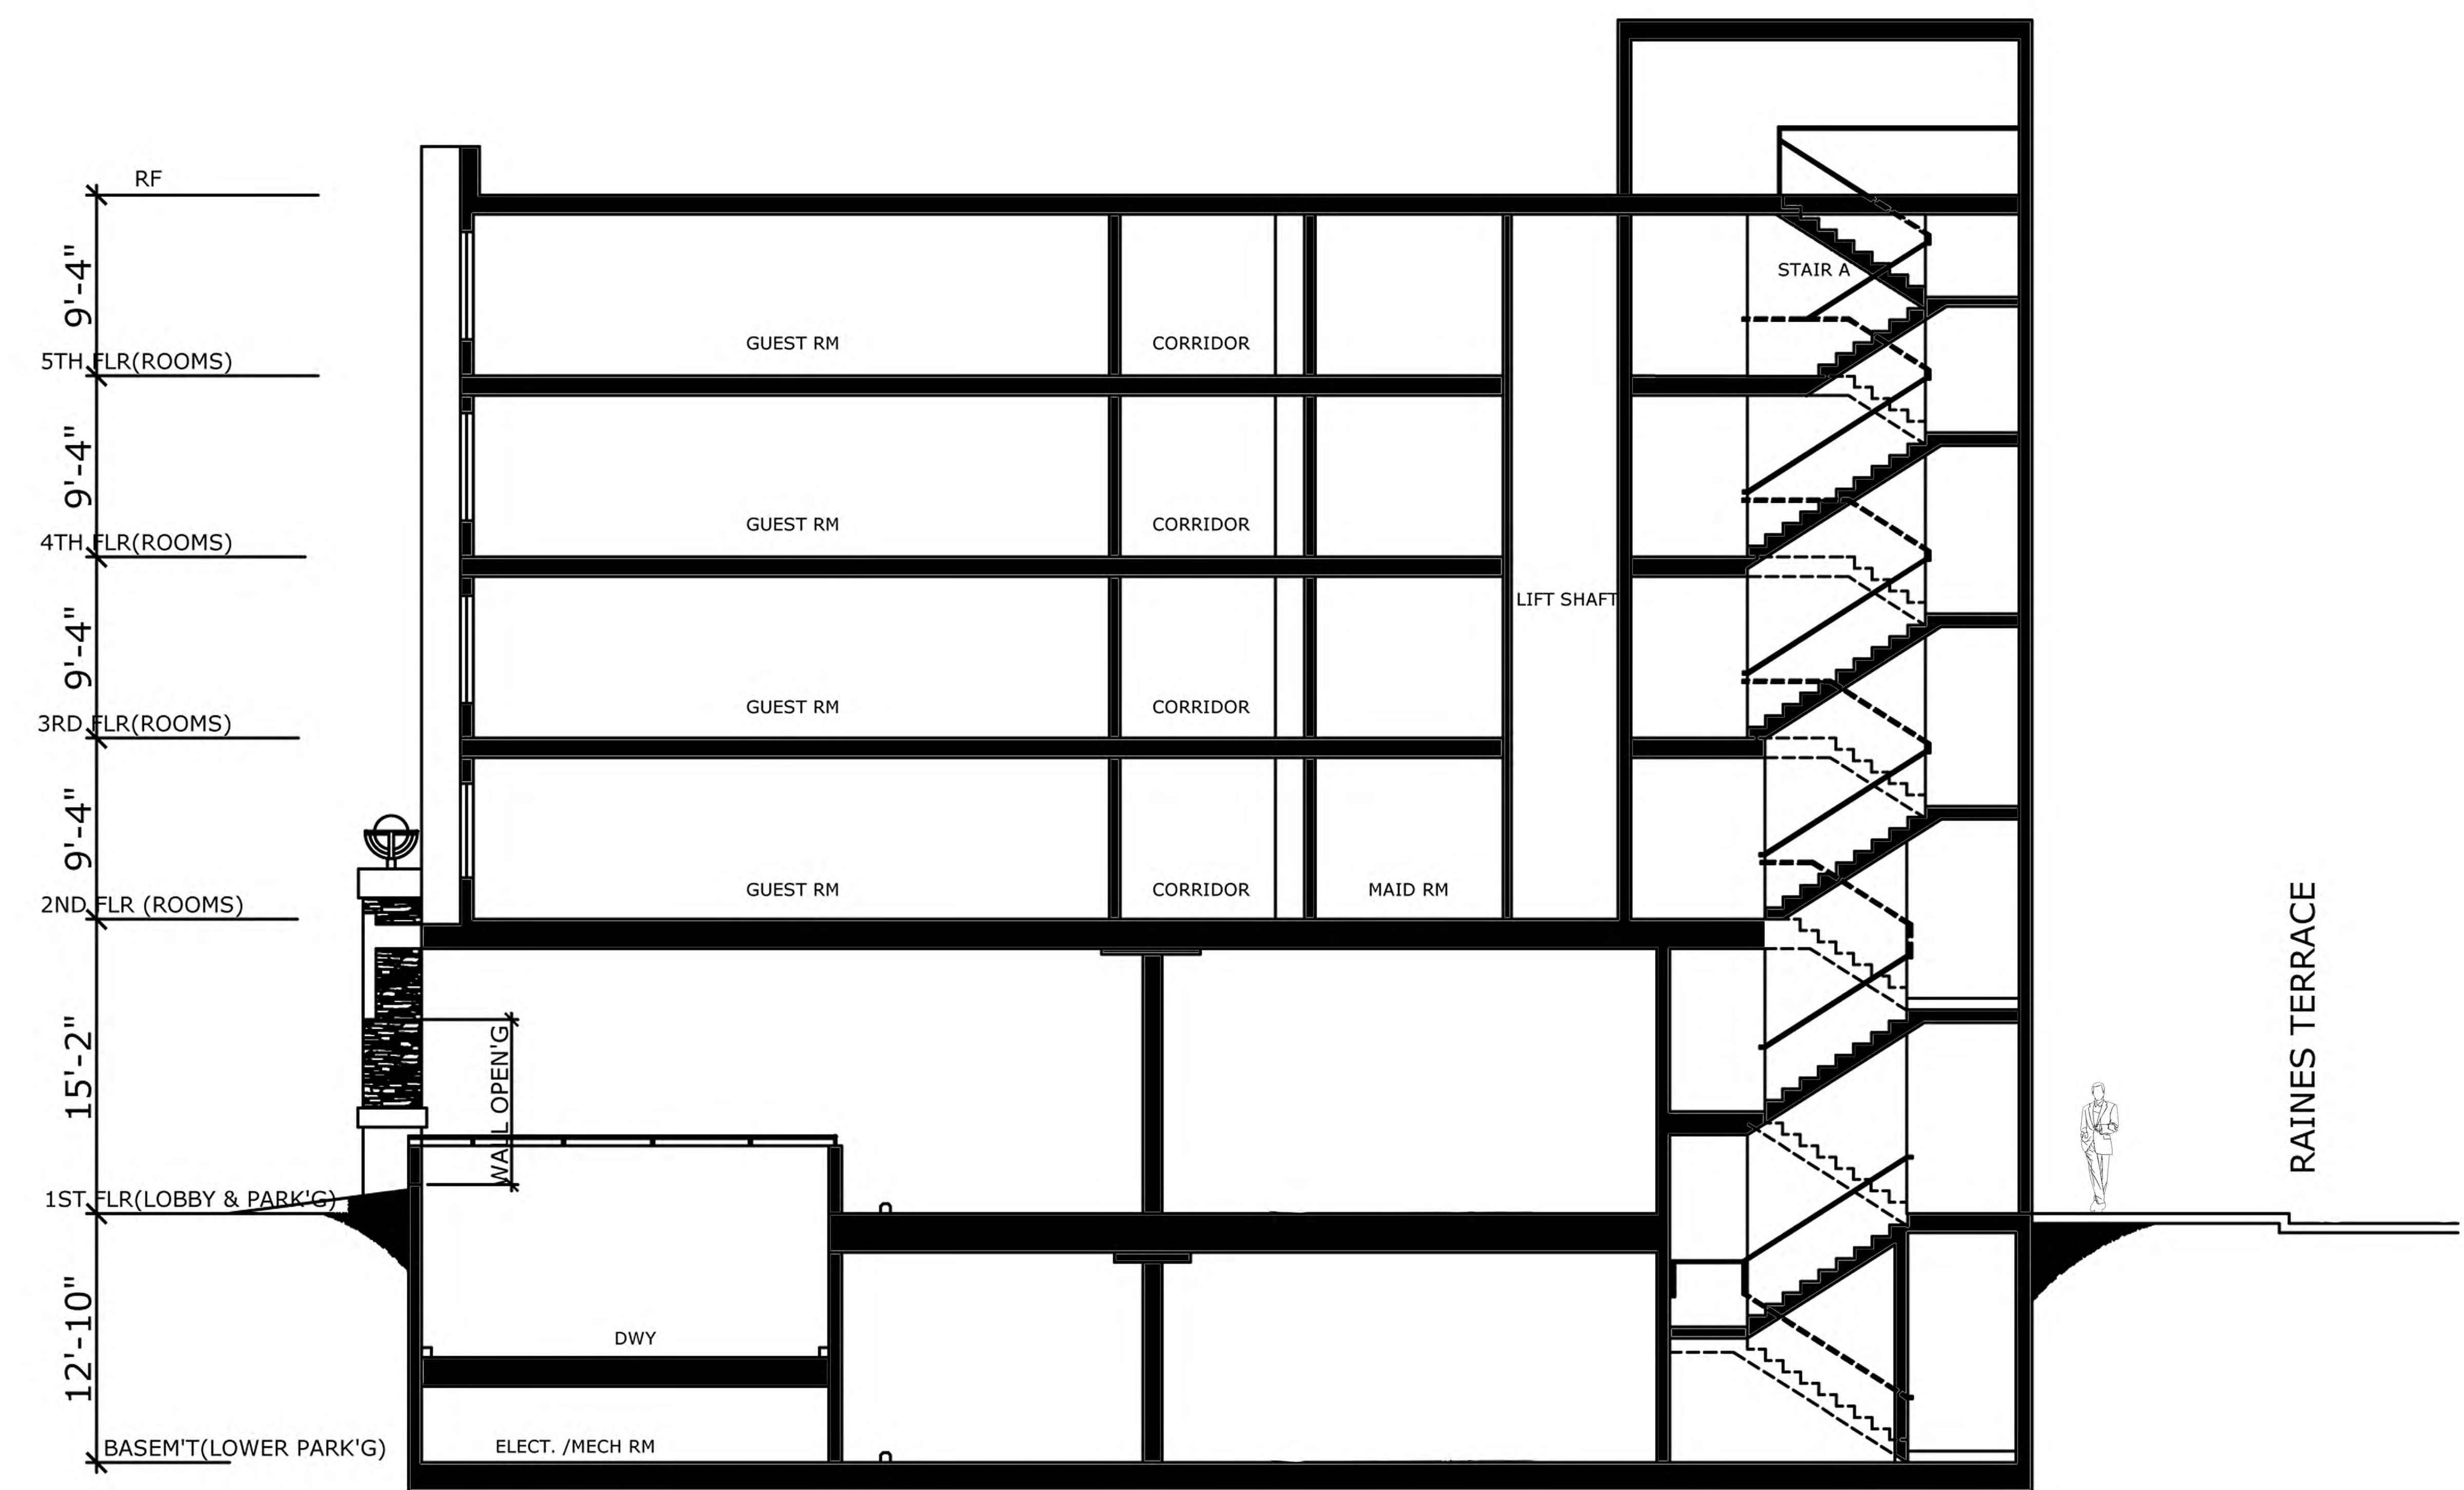 RF
9'-4"
STAIR A
GUEST RM
CORRIDOR
5TH FLR(ROOMS)
9'-4"
GUEST RM
CORRIDOR
4TH FLR(ROOMS)
LIFT SHAFT
9'-4"
GUEST RM
CORRIDOR
3RD FLR(ROOMS)
9'-4"
GUEST RM
CORRIDOR
MAID RM
2ND FLR (ROOMS)
15'-2"
WALL OPEN'G
RAINES TERRACE
1ST FLR(LOBBY & PARK'G)
12'-10"
DWY
BASEM'T(LOWER PARK'G)
ELECT. /MECH RM